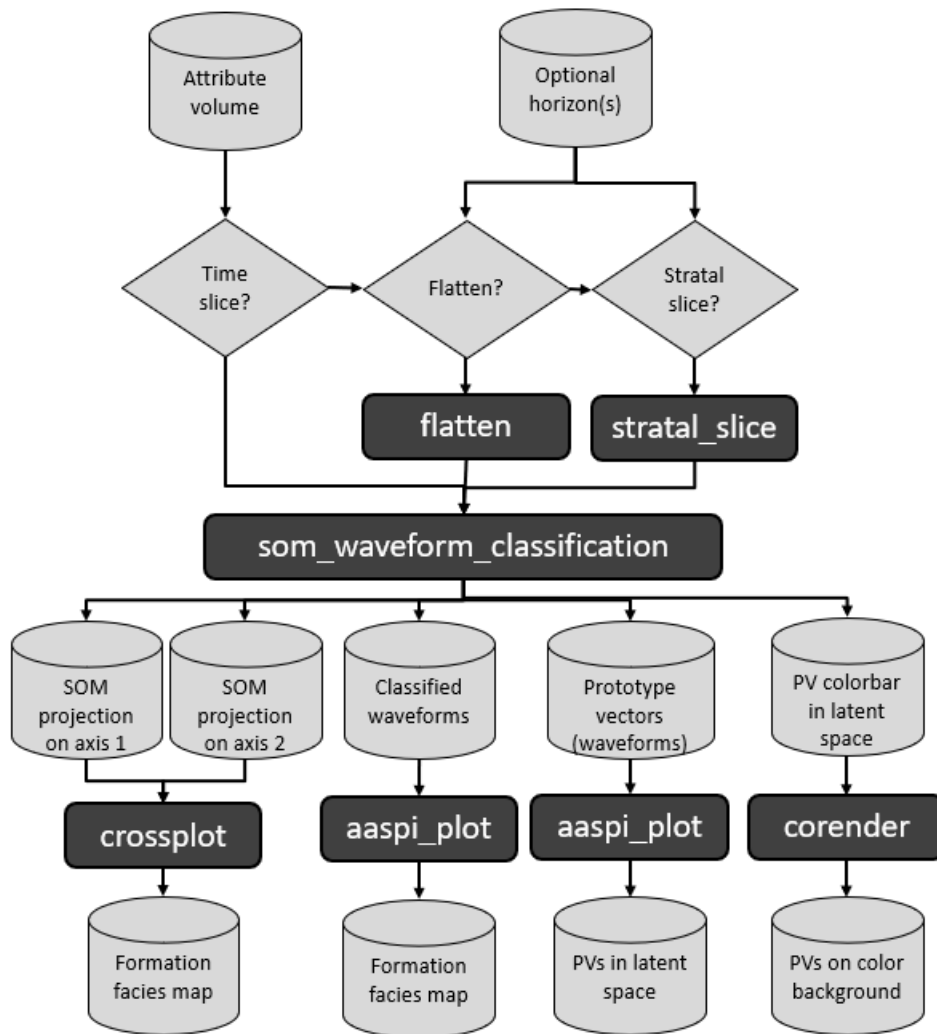 Attribute
volume
Optional
horizon(s)
Time
slice?
Flatten?
Stratal
slice?
flatten
stratal_slice
som_waveform_classification
SOM
projection
on axis 1
SOM
projection
on axis 2
Classified
waveforms
Prototype
vectors
(waveforms)
PV colorbar
in latent
space
crossplot
aaspi_plot
aaspi_plot
corender
Formation
facies map
Formation
facies map
PVs in latent
space
PVs on color
background